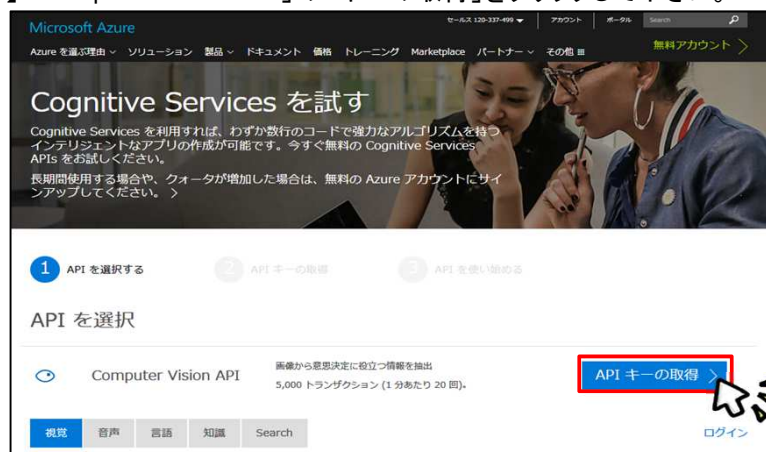 Microsoft Azure
セールス 120-337-499
アカウント
ポータル
Search
Azure を選ぶ理由 ソリューション 製品 ドキュメント 価格 トレーニング Marketplace パートナー その他
無料アカウント >
Cognitive Services を試す
Cognitive Services を利用すれば、わずか数行のコードで強力なアルゴリズムを持つ
インテリジェントなアプリの作成が可能です。今すぐ無料の Cognitive Services
APIs をお試しください。
長期間使用する場合や、クォータが増加した場合は、無料の Azure アカウントにサイ
ンアップしてください。 >
1 API を選択する 2 API キーの取得 3 API を使い始める
API を選択
Computer Vision API
画像から意思決定に役立つ情報を抽出
5,000 トランザクション (1 分あたり 20 回)。
API キーの取得 >
視覚 音声 言語 知識 Search
ログイン